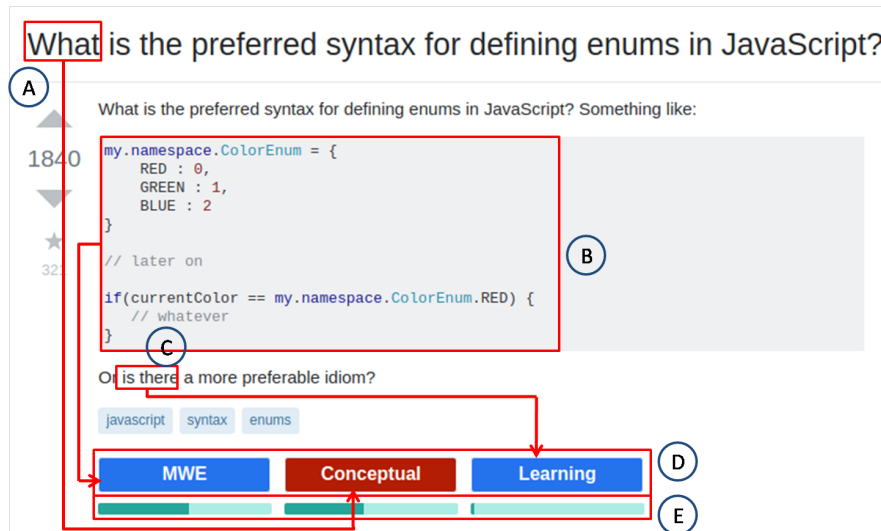 What is the preferred syntax for defining enums in JavaScript?
A
What is the preferred syntax for defining enums in JavaScript? Something like:
1840
my.namespace.ColorEnum = {
RED : 0,
GREEN : 1,
BLUE : 2
}
// later on
if(currentColor == my.namespace.ColorEnum.RED) {
// whatever
}
B
C
Or is there a more preferable idiom?
javascript syntax enums
MWE Conceptual Learning
D
E